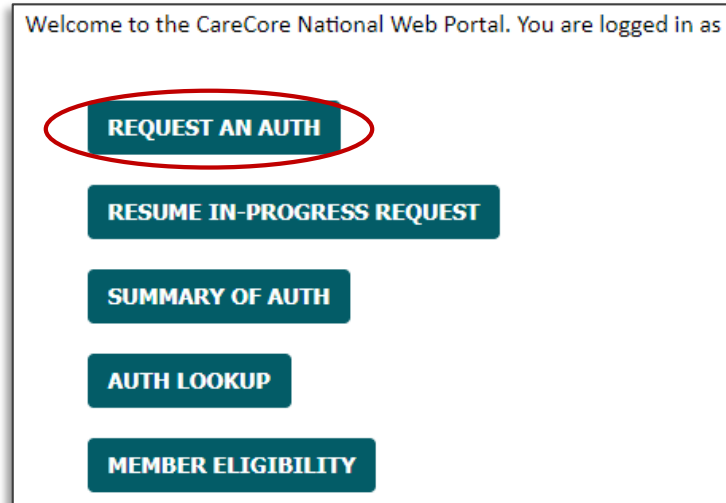 Welcome to the CareCore National Web Portal. You are logged in as
REQUEST AN AUTH
RESUME IN-PROGRESS REQUEST
SUMMARY OF AUTH
AUTH LOOKUP
MEMBER ELIGIBILITY